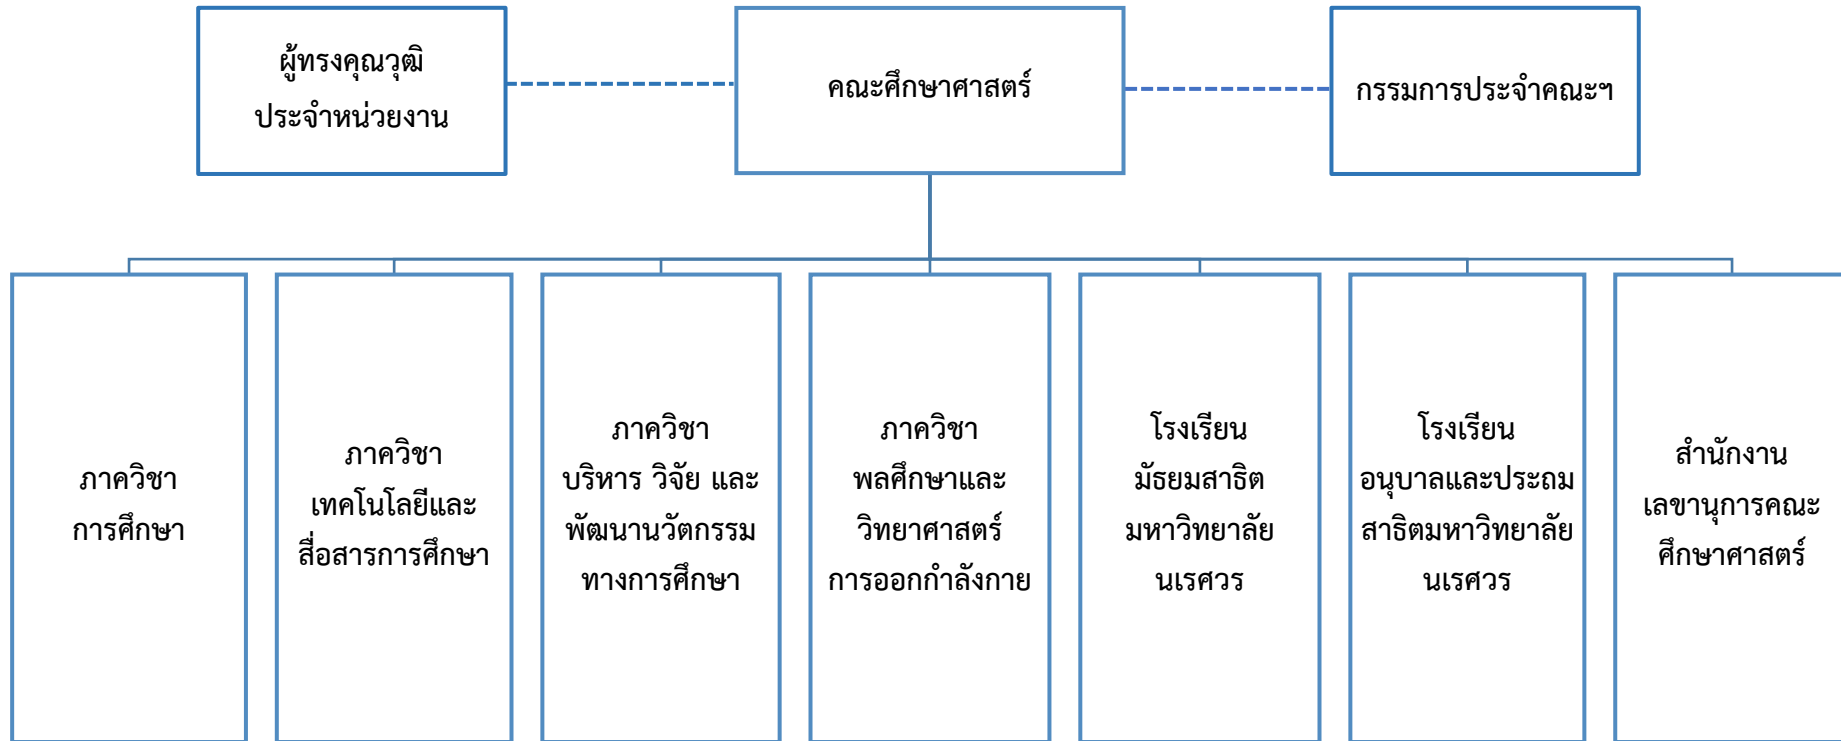 ผู้ทรงคุณวุฒิ
ประจำหน่วยงาน
คณะศึกษาศาสตร์
กรรมการประจำคณะฯ
ภาควิชา
การศึกษา
ภาควิชา
เทคโนโลยีและ
สื่อสารการศึกษา
ภาควิชา
บริหาร วิจัย และ
พัฒนานวัตกรรม
ทางการศึกษา
ภาควิชา
พลศึกษาและ
วิทยาศาสตร์
การออกกำลังกาย
โรงเรียน
มัธยมสาธิต
มหาวิทยาลัย
นเรศวร
โรงเรียน
อนุบาลและประถม
สาธิตมหาวิทยาลัย
นเรศวร
สำนักงาน
เลขานุการคณะ
ศึกษาศาสตร์